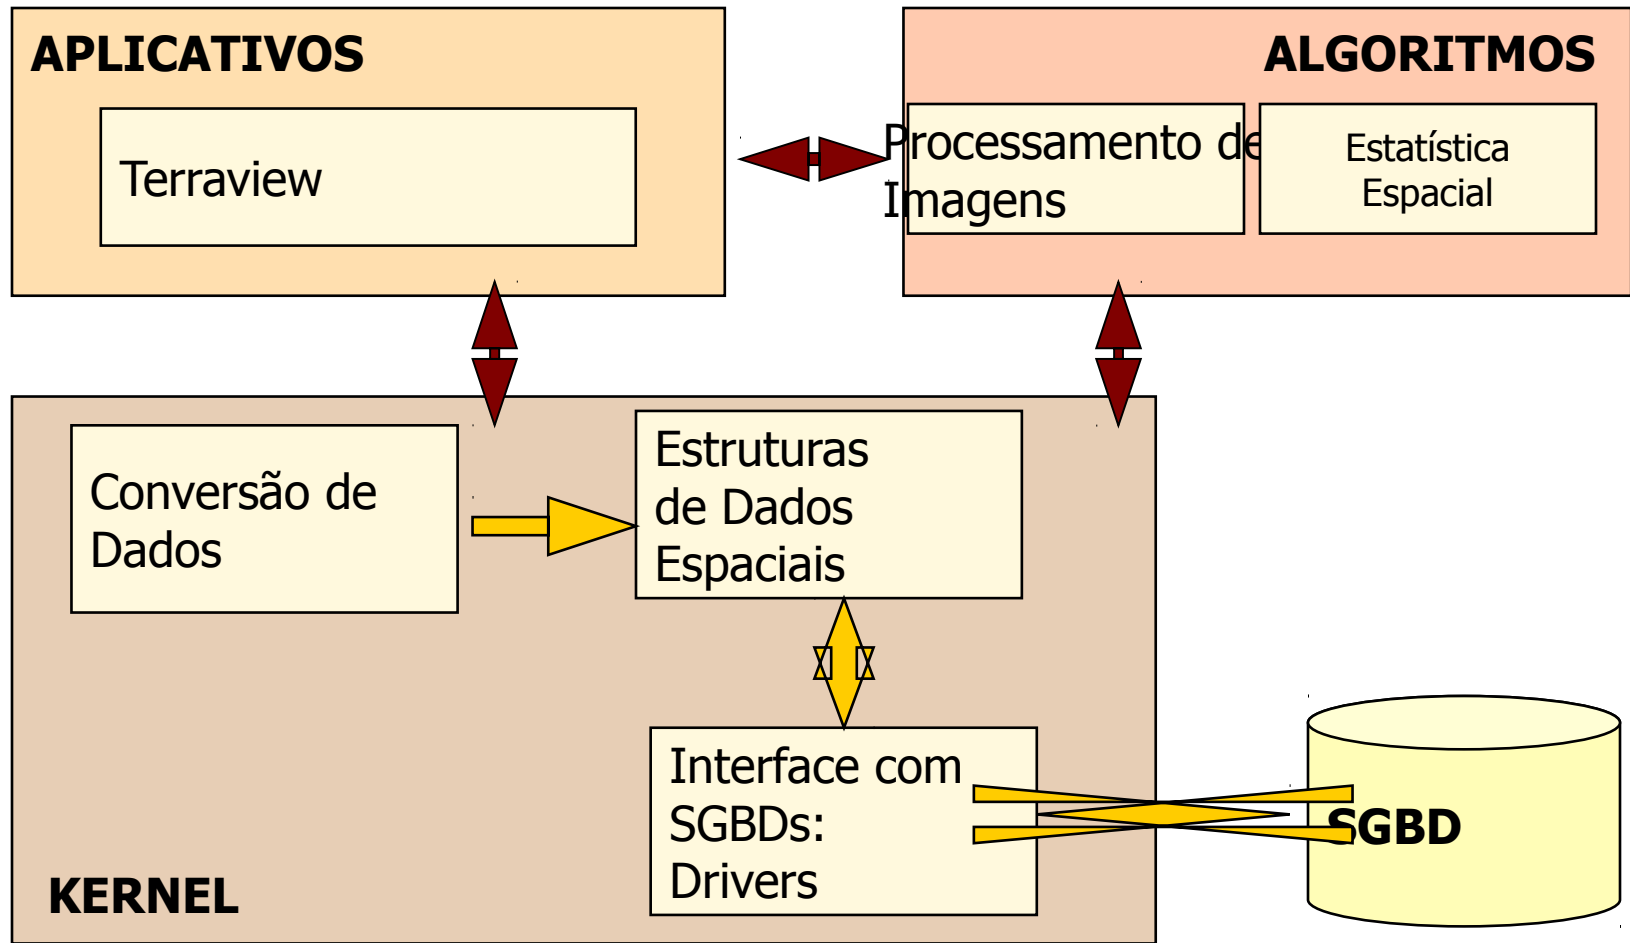 APLICATIVOS
Terraview
ALGORITMOS
Processamento de
Imagens
Estatística
Espacial
Conversão de
Dados
Estruturas
de Dados
Espaciais
Interface com
SGBDs:
Drivers
KERNEL
SGBD